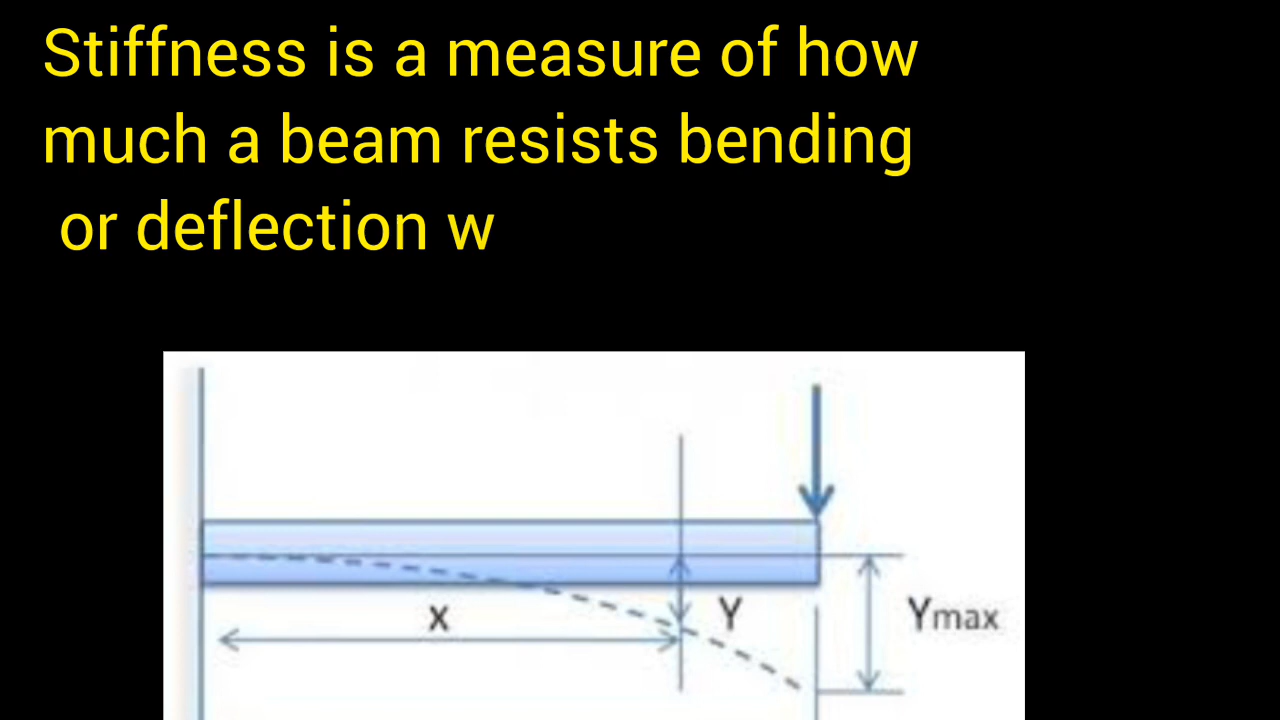 Stiffness is a measure of how
much a beam resists bending
or deflection w
x
Y
Ymax